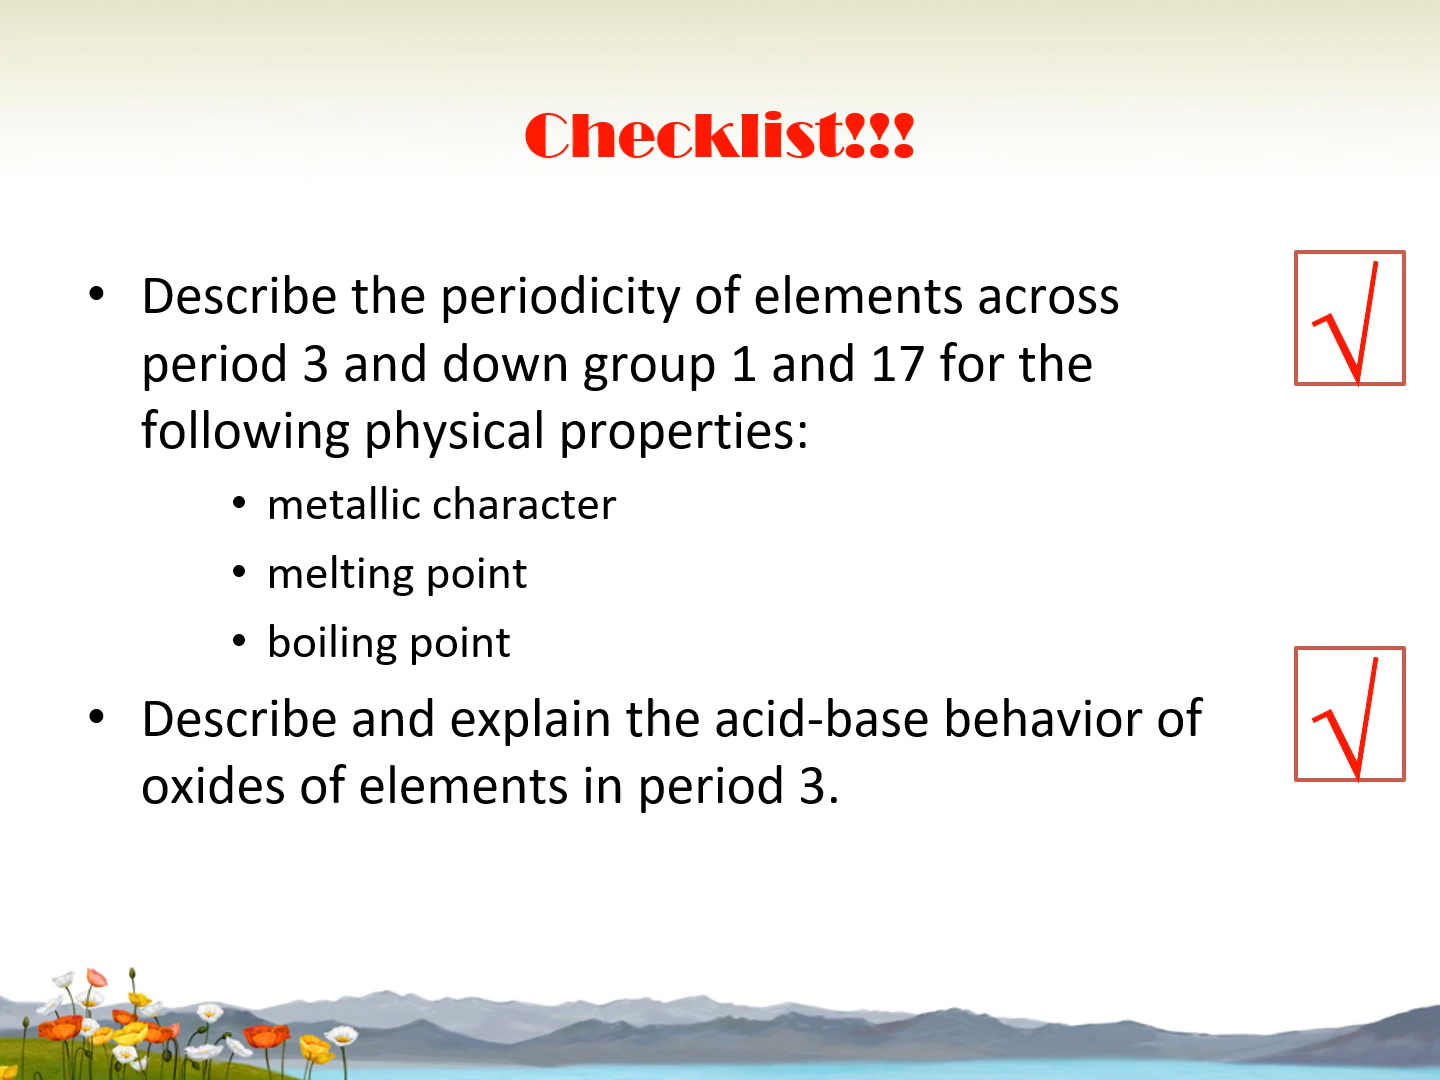 Checklist!!!
• Describe the periodicity of elements across
√
period 3 and down group 1 and 17 for the
following physical properties:
• metallic character
• melting point
• boiling point
• Describe and explain the acid-base behavior of
√
oxides of elements in period 3.